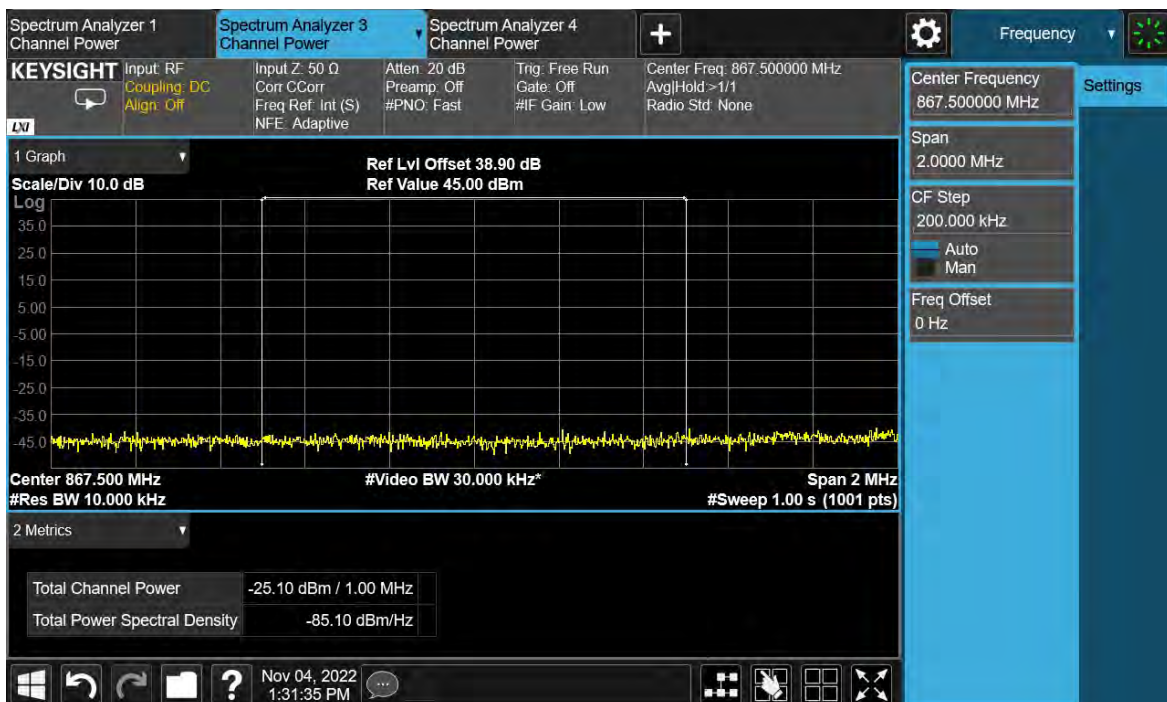 Spectrum Analyzer 1
Channel Power
Spectrum Analyzer 3
Channel Power
Spectrum Analyzer 4
Channel Power
Frequency
KEYSIGHT
LXI
Input: RF
Coupling: DC
Align: Off
Input Z: 50 Ω
Corr CCorr
Freq Ref: Int (S)
NFE: Adaptive
Atten: 20 dB
Preamp: Off
#PNO: Fast
Trig: Free Run
Gate: Off
#IF Gain: Low
Center Freq: 867.500000 MHz
Avg|Hold:>1/1
Radio Std: None
Center Frequency
867.500000 MHz
Settings
Span
2.0000 MHz
CF Step
200.000 kHz
Auto
Man
Freq Offset
0 Hz
1 Graph
Scale/Div 10.0 dB
Ref Lvl Offset 38.90 dB
Ref Value 45.00 dBm
Log
35.0
25.0
15.0
5.00
-5.00
-15.0
-25.0
-35.0
-45.0
Center 867.500 MHz
#Video BW 30.000 kHz*
Span 2 MHz
#Res BW 10.000 kHz
#Sweep 1.00 s (1001 pts)
2 Metrics
Total Channel Power -25.10 dBm / 1.00 MHz
Total Power Spectral Density -85.10 dBm/Hz
?
Nov 04, 2022
1:31:35 PM